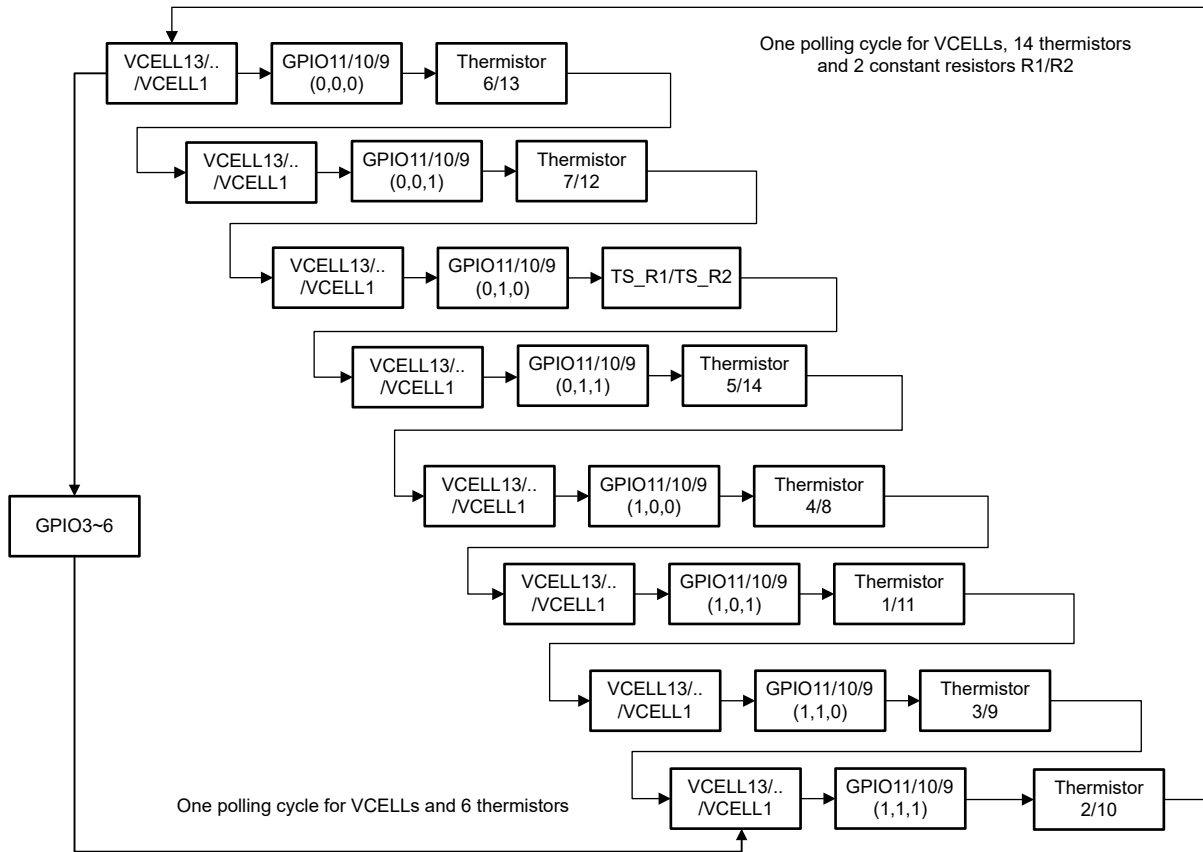 One polling cycle for VCELLs, 14 thermistors
and 2 constant resistors R1/R2
VCELL13/..
/VCELL1
GPIO11/10/9
(0,0,0)
Thermistor
6/13
VCELL13/..
/VCELL1
GPIO11/10/9
(0,0,1)
Thermistor
7/12
VCELL13/..
/VCELL1
GPIO11/10/9
(0,1,0)
TS_R1/TS_R2
VCELL13/..
/VCELL1
GPIO11/10/9
(0,1,1)
Thermistor
5/14
VCELL13/..
/VCELL1
GPIO11/10/9
(1,0,0)
Thermistor
4/8
GPIO3~6
VCELL13/..
/VCELL1
GPIO11/10/9
(1,0,1)
Thermistor
1/11
VCELL13/..
/VCELL1
GPIO11/10/9
(1,1,0)
Thermistor
3/9
VCELL13/..
/VCELL1
GPIO11/10/9
(1,1,1)
Thermistor
2/10
One polling cycle for VCELLs and 6 thermistors